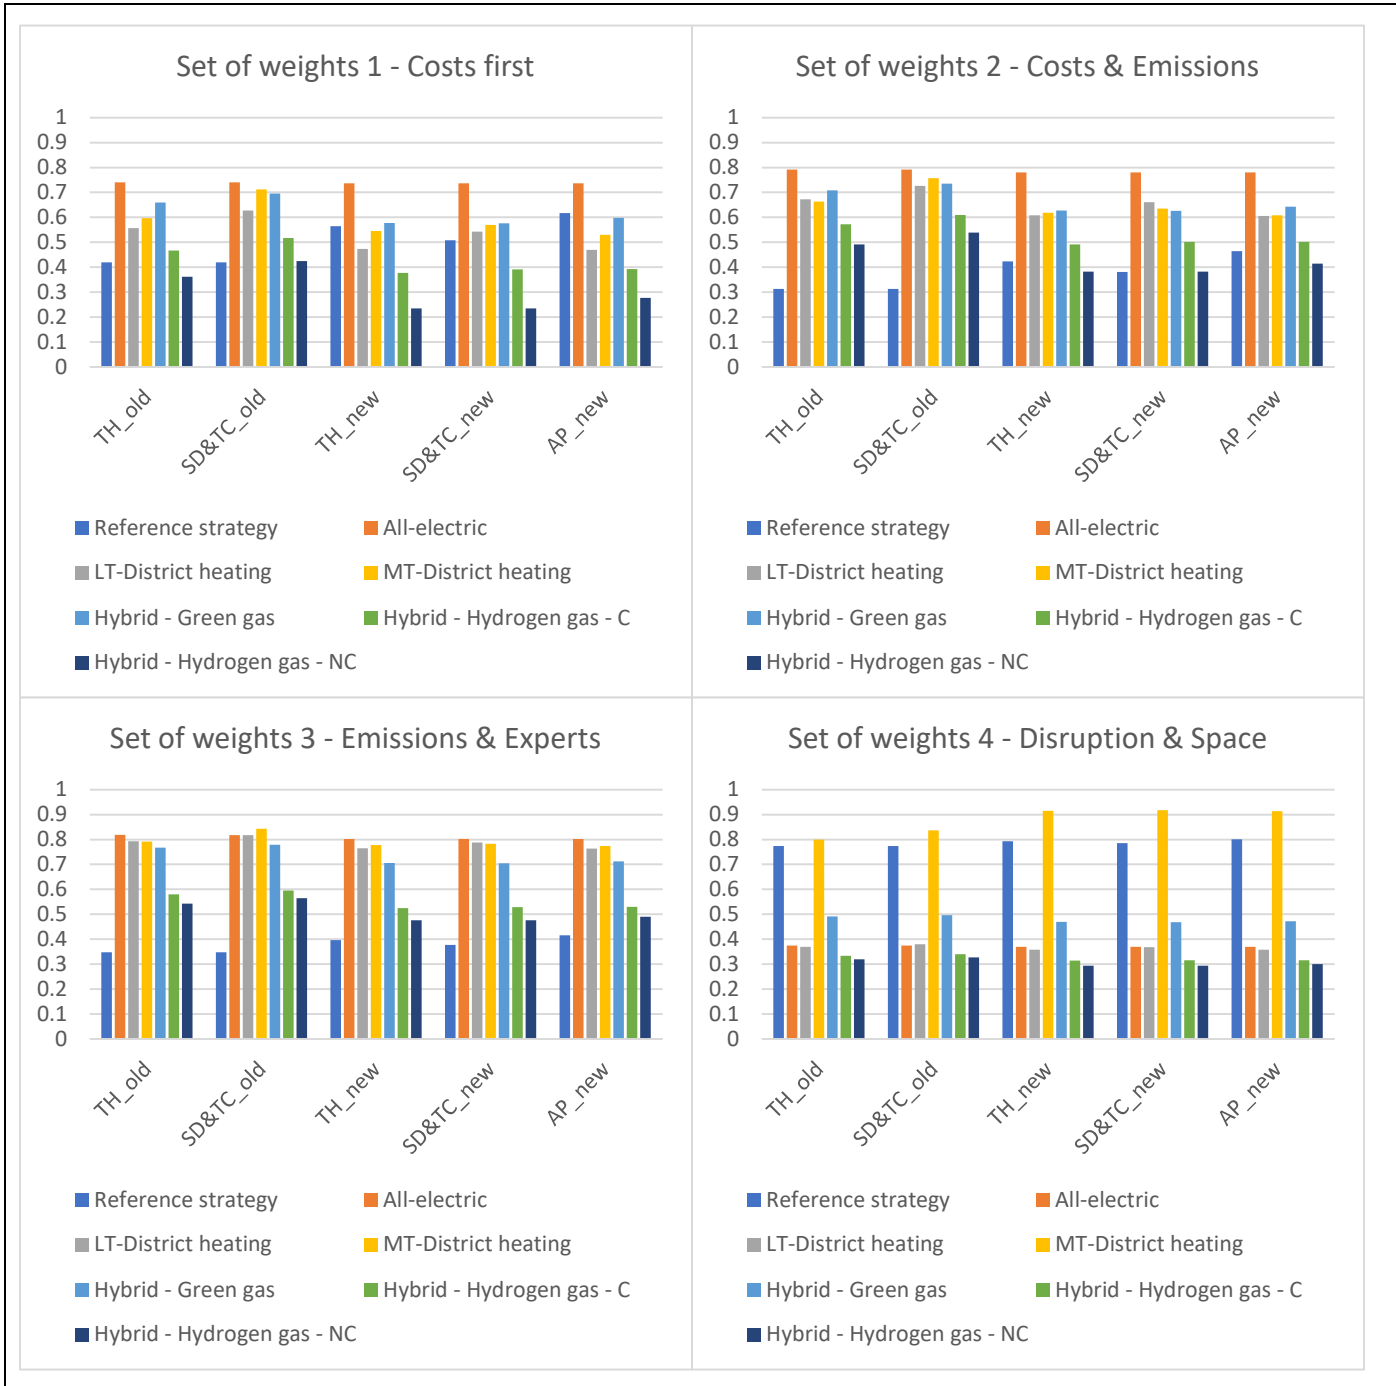 Set of weights 1 - Costs first
1
0.9
0.8
0.7
0.6
0.5
0.4
0.3
0.2
0.1
0
TH_old
SD&TC_old
TH_new
SD&TC_new
AP_new
Reference strategy
All-electric
LT-District heating
MT-District heating
Hybrid - Green gas
Hybrid - Hydrogen gas - C
Hybrid - Hydrogen gas - NC
Set of weights 2 - Costs & Emissions
1
0.9
0.8
0.7
0.6
0.5
0.4
0.3
0.2
0.1
0
TH_old
SD&TC_old
TH_new
SD&TC_new
AP_new
Reference strategy
All-electric
LT-District heating
MT-District heating
Hybrid - Green gas
Hybrid - Hydrogen gas - C
Hybrid - Hydrogen gas - NC
Set of weights 3 - Emissions & Experts
1
0.9
0.8
0.7
0.6
0.5
0.4
0.3
0.2
0.1
0
TH_old
SD&TC_old
TH_new
SD&TC_new
AP_new
Reference strategy
All-electric
LT-District heating
MT-District heating
Hybrid - Green gas
Hybrid - Hydrogen gas - C
Hybrid - Hydrogen gas - NC
Set of weights 4 - Disruption & Space
1
0.9
0.8
0.7
0.6
0.5
0.4
0.3
0.2
0.1
0
TH_old
SD&TC_old
TH_new
SD&TC_new
AP_new
Reference strategy
All-electric
LT-District heating
MT-District heating
Hybrid - Green gas
Hybrid - Hydrogen gas - C
Hybrid - Hydrogen gas - NC